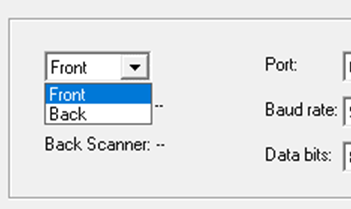 Front
Port:
Front
Back
--
Baud rate:
Back Scanner: --
Data bits: